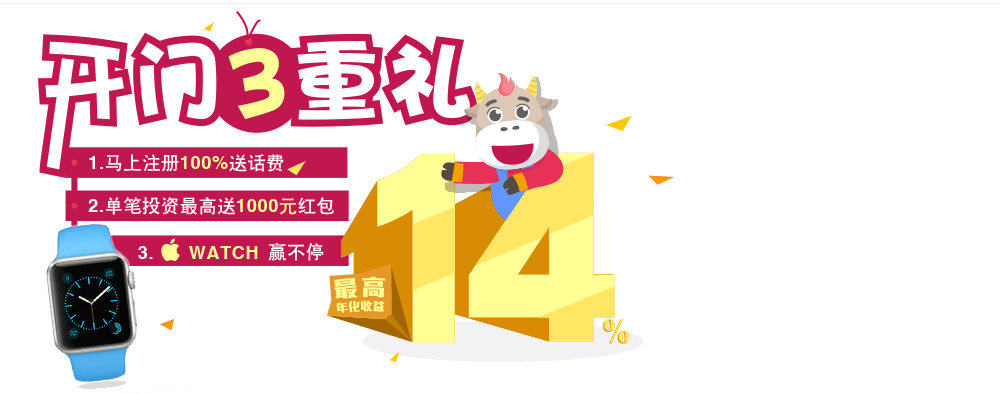 开门3重礼
1.马上注册100%送话费
2.单笔投资最高送1000元红包
3. WATCH 赢不停
最高
年化收益
14%